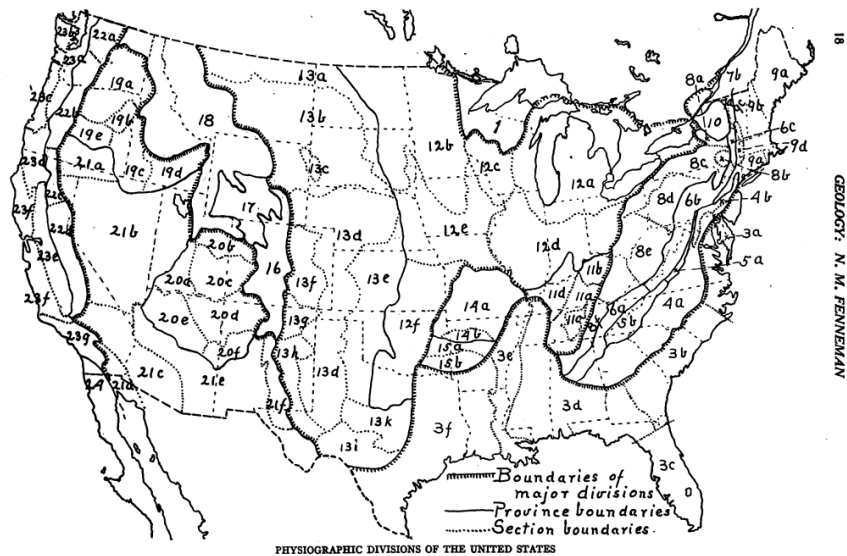 18
GEOLOGY: N. M. FENNEMAN
23b
22a
23a
19a
18
13a
13b
12b
1
8a
7b
9a
10
9b
6c
9d
23c
22b
19b
19e
21a
19c
19d
13c
12c
12a
8c
9a
8b
23d
8d
6b
4b
23f
21b
17
13d
12e
12d
8e
3a
5a
23e
20b
20a
20c
16
13f
13e
11b
11d
11a
20e
20d
13g
12f
14a
14b
6a
5b
4a
23f
23g
20f
13h
15a
15b
3e
3b
24
21d
21c
21e
13d
21f
13k
13i
3f
3d
3c
Boundaries of
major divisions
Province boundaries
Section boundaries.
PHYSIOGRAPHIC DIVISIONS OF THE UNITED STATES